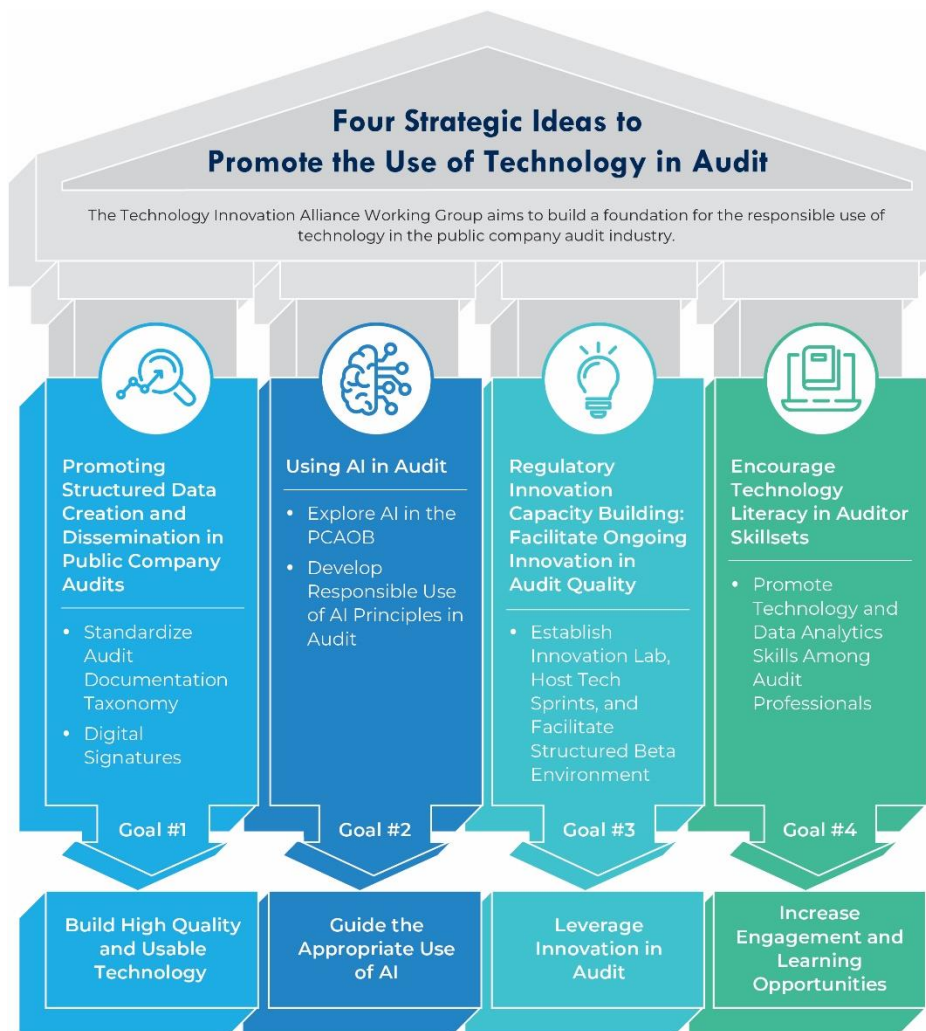 Four Strategic Ideas to
Promote the Use of Technology in Audit
The Technology Innovation Alliance Working Group aims to build a foundation for the responsible use of
technology in the public company audit industry.
Promoting
Structured Data
Creation and
Dissemination in
Public Company
Audits
• Standardize
Audit
Documentation
Taxonomy
• Digital
Signatures
Goal #1
Build High Quality
and Usable
Technology
Using AI in Audit
• Explore AI in the
PCAOB
• Develop
Responsible Use
of AI Principles in
Audit
Goal #2
Guide the
Appropriate Use
of AI
Regulatory
Innovation
Capacity Building:
Facilitate Ongoing
Innovation in
Audit Quality
• Establish
Innovation Lab,
Host Tech
Sprints, and
Facilitate
Structured Beta
Environment
Goal #3
Leverage
Innovation in
Audit
Encourage
Technology
Literacy in Auditor
Skillsets
• Promote
Technology and
Data Analytics
Skills Among
Audit
Professionals
Goal #4
Increase
Engagement and
Learning
Opportunities